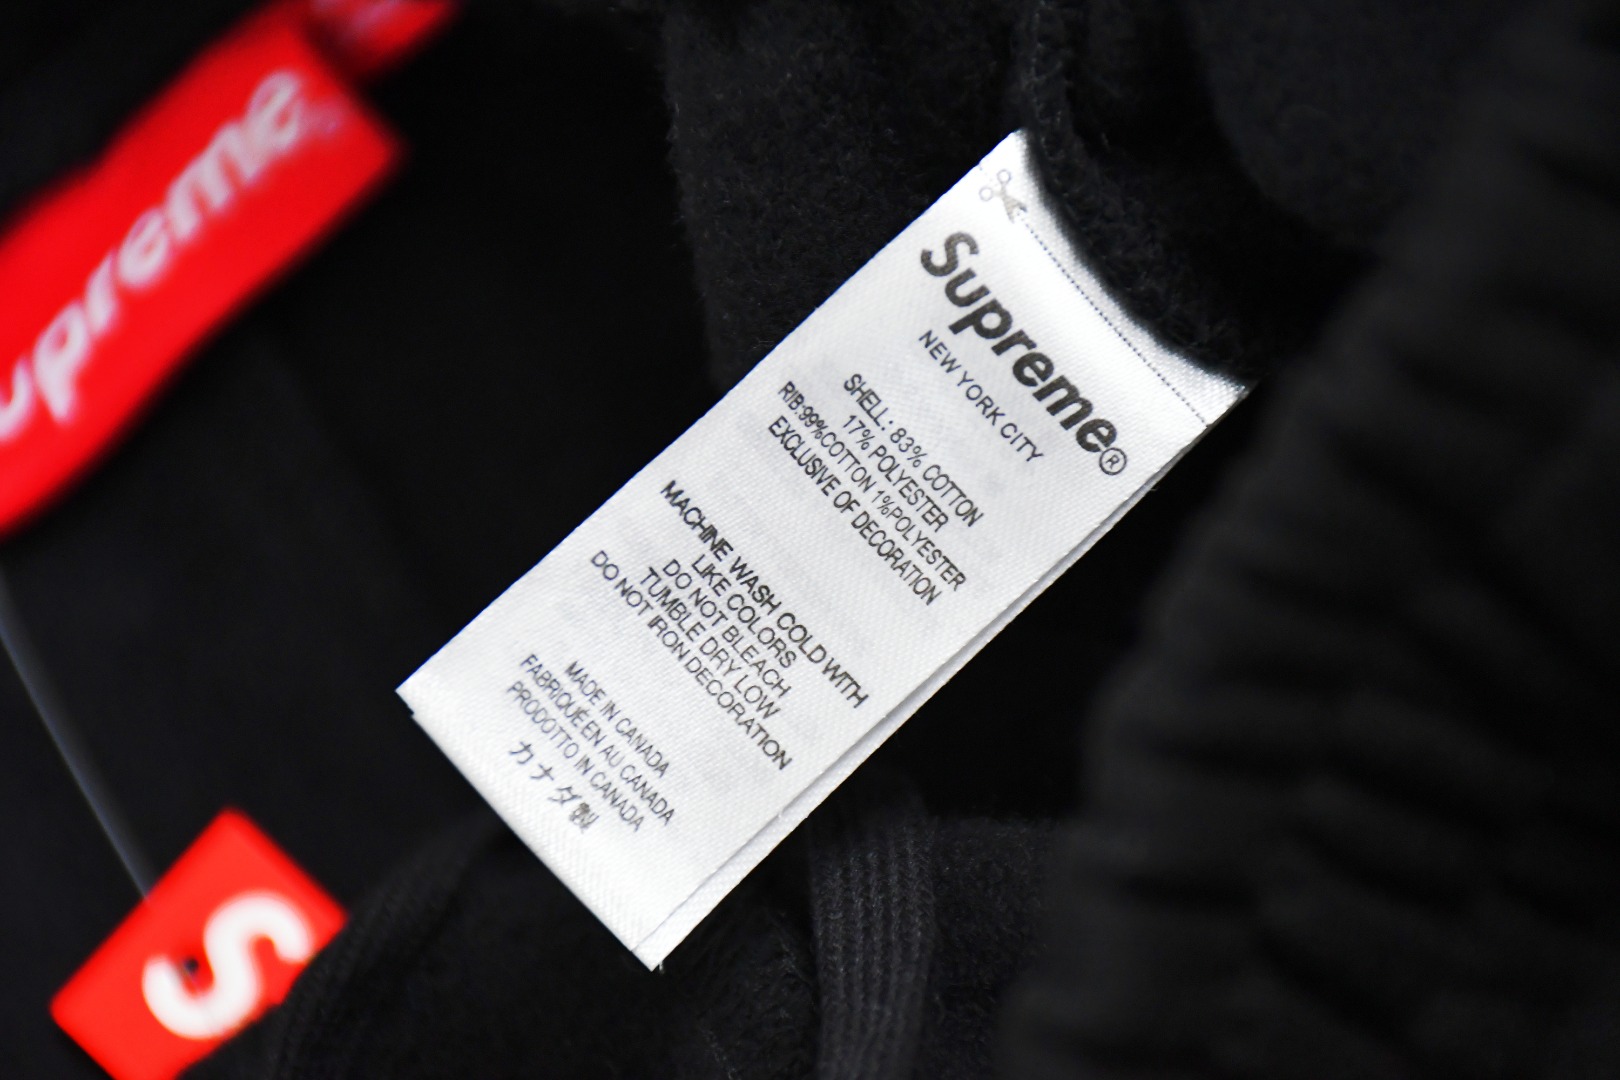 Supreme
Supreme®
NEW YORK CITY
SHELL: 83% COTTON
17% POLYESTER
RIB:99%COTTON 1%POLYESTER
EXCLUSIVE OF DECORATION
MACHINE WASH COLD WITH
LIKE COLORS
DO NOT BLEACH
TUMBLE DRY LOW
DO NOT IRON DECORATION
MADE IN CANADA
FABRIQUÉ EN AU CANADA
PRODOTTO IN CANADA
カナダ製
S